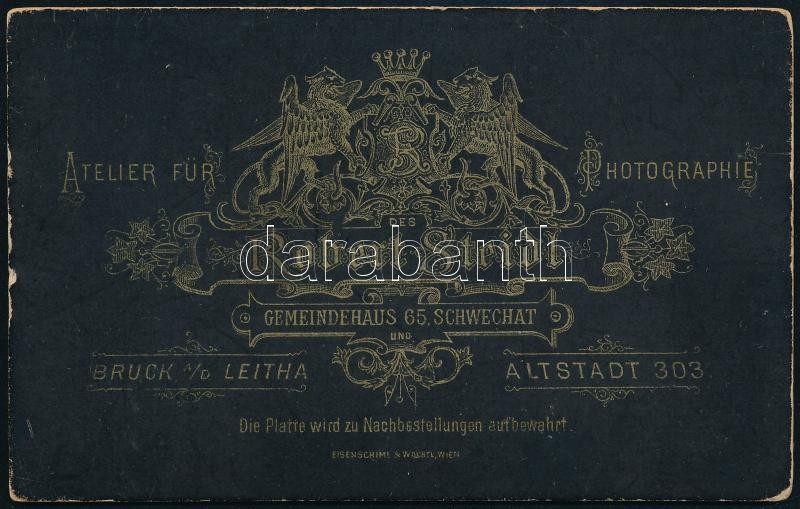 ATELIER FÜR PHOTOGRAPHIE
DES
darabanth
GEMEINDEHAUS 65, SCHWECHAT
UND
BRUCK A/D LEITHA ALTSTADT 303.
Die Platte wird zu Nachbestellungen aufbewahrt.
EISENSCHIML & WACHTL, WIEN